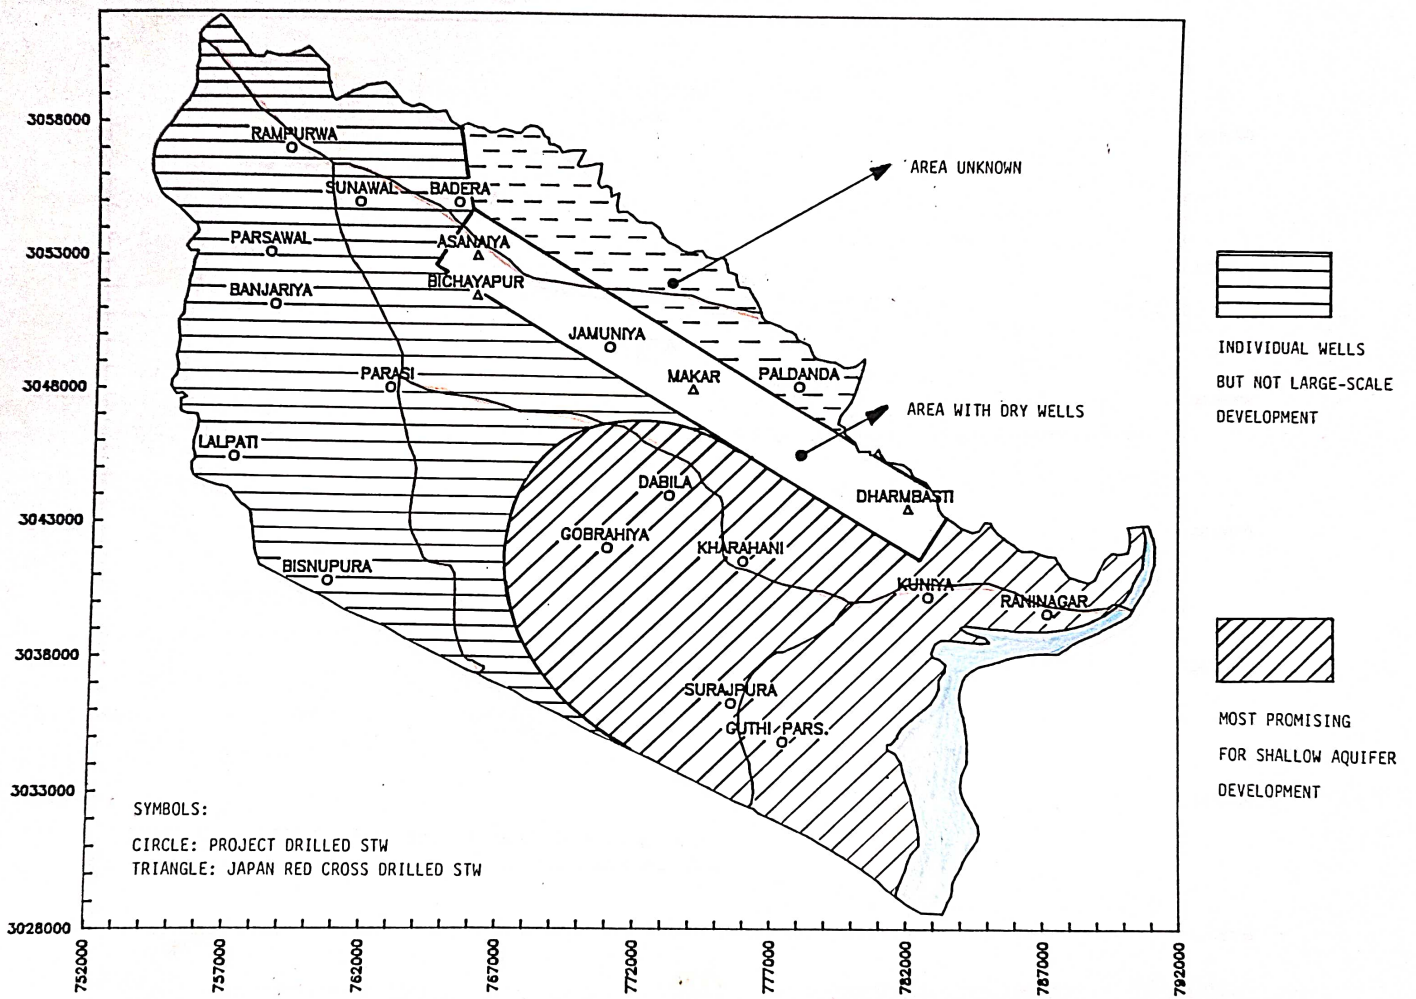 3058000
3053000
3048000
3043000
3038000
3033000
3028000
752000
757000
762000
767000
772000
777000
782000
787000
792000
RAMPURWA
SUNAWAL
BADERA
PARSAWAL
ASANAIYA
BANJARIYA
BICHAYAPUR
JAMUNIYA
PARASI
MAKAR
PALDANDA
LALPATI
DABILA
DHARMBASTI
GOBRAHIYA
KHARAHANI
BISNUPURA
KUNIYA
RANINAGAR
SURAJPURA
GUTHI PARS.
AREA UNKNOWN
AREA WITH DRY WELLS
INDIVIDUAL WELLS
BUT NOT LARGE-SCALE
DEVELOPMENT
MOST PROMISING
FOR SHALLOW AQUIFER
DEVELOPMENT
SYMBOLS:
CIRCLE: PROJECT DRILLED STW
TRIANGLE: JAPAN RED CROSS DRILLED STW